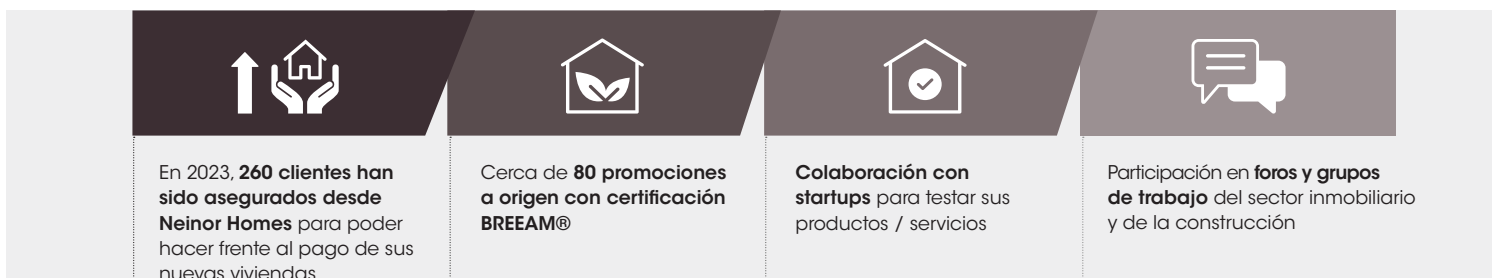 En 2023, 260 clientes han
sido asegurados desde
Neinor Homes para poder
hacer frente al pago de sus
nuevas viviendas
Cerca de 80 promociones
a origen con certificación
BREEAM®
Colaboración con
startups para testar sus
productos / servicios
Participación en foros y grupos
de trabajo del sector inmobiliario
y de la construcción